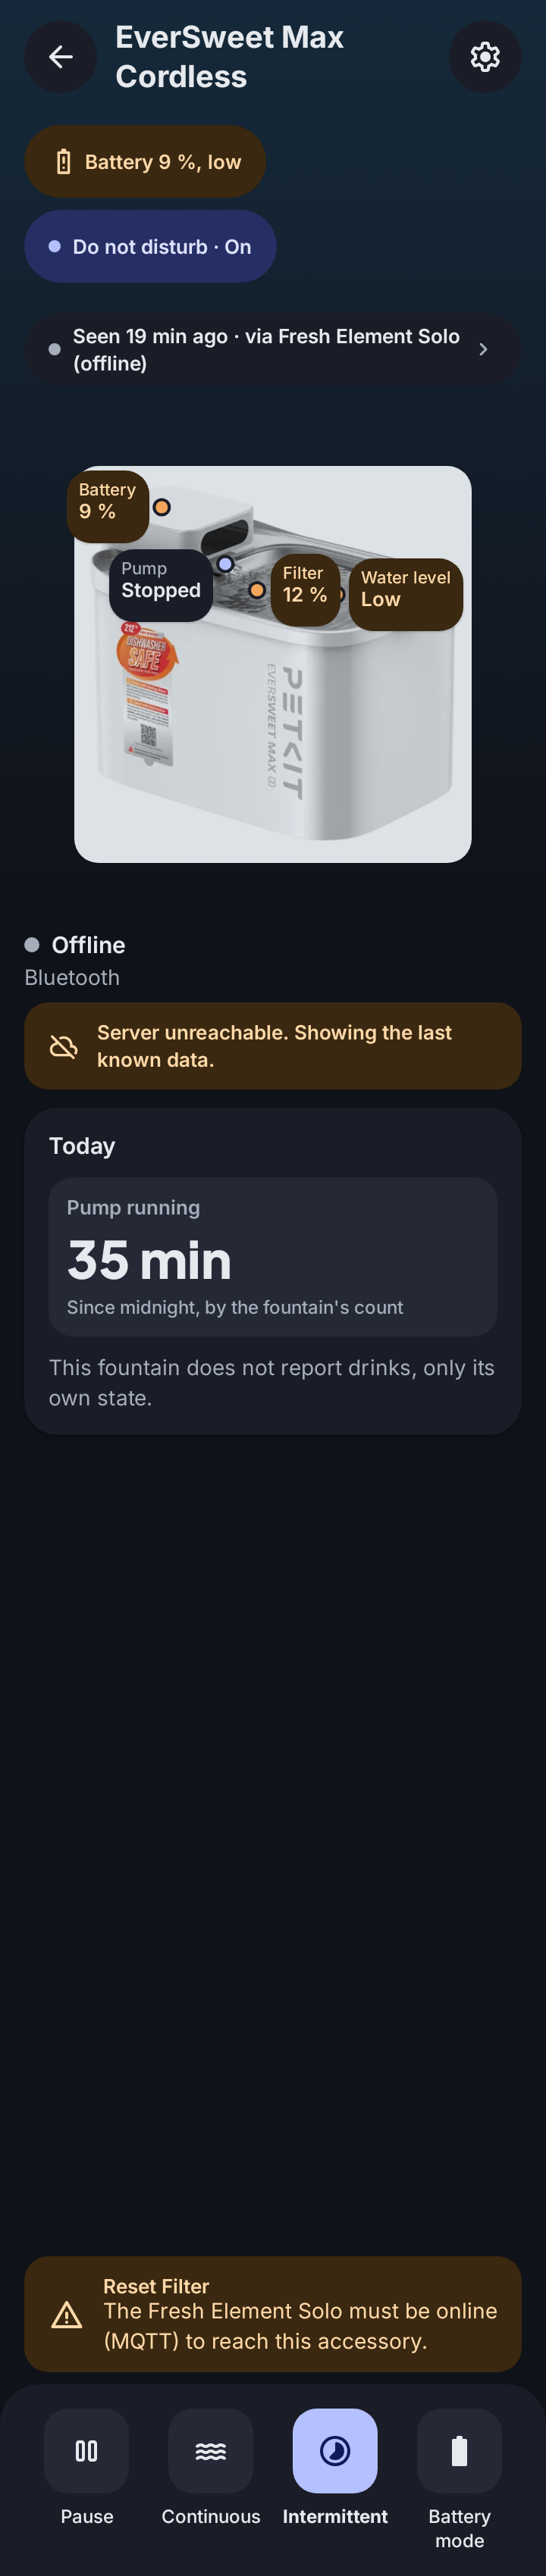 EverSweet Max
Cordless
Battery 9 %, low
Do not disturb · On
Seen 19 min ago · via Fresh Element Solo
(offline)
Battery
9 %
Pump
Stopped
Filter
12 %
Water level
Low
DISHWASHER
SAFE
PETKIT
EVERSWEET MAX
Offline
Bluetooth
Server unreachable. Showing the last
known data.
Today
Pump running
35 min
Since midnight, by the fountain's count
This fountain does not report drinks, only its
own state.
Reset Filter
The Fresh Element Solo must be online
(MQTT) to reach this accessory.
Pause
Continuous
Intermittent
Battery
mode